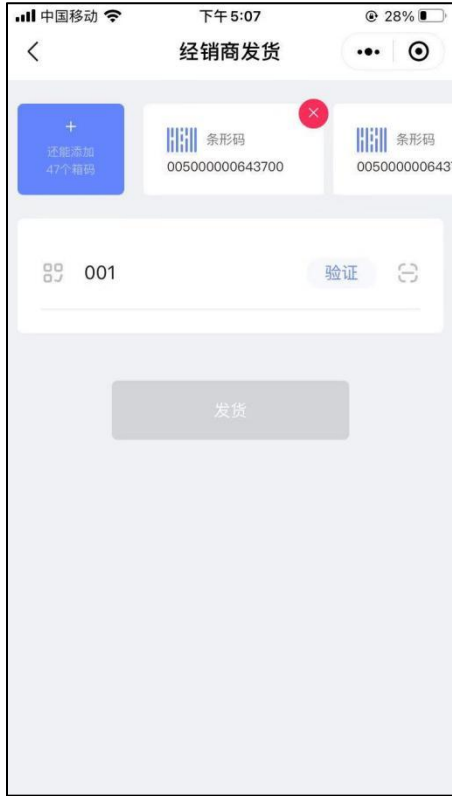 中国移动 下午5:07 28%
经销商发货
+
还能添加
47个箱码
条形码
005000000643700
条形码
005000000643
001 验证
发货